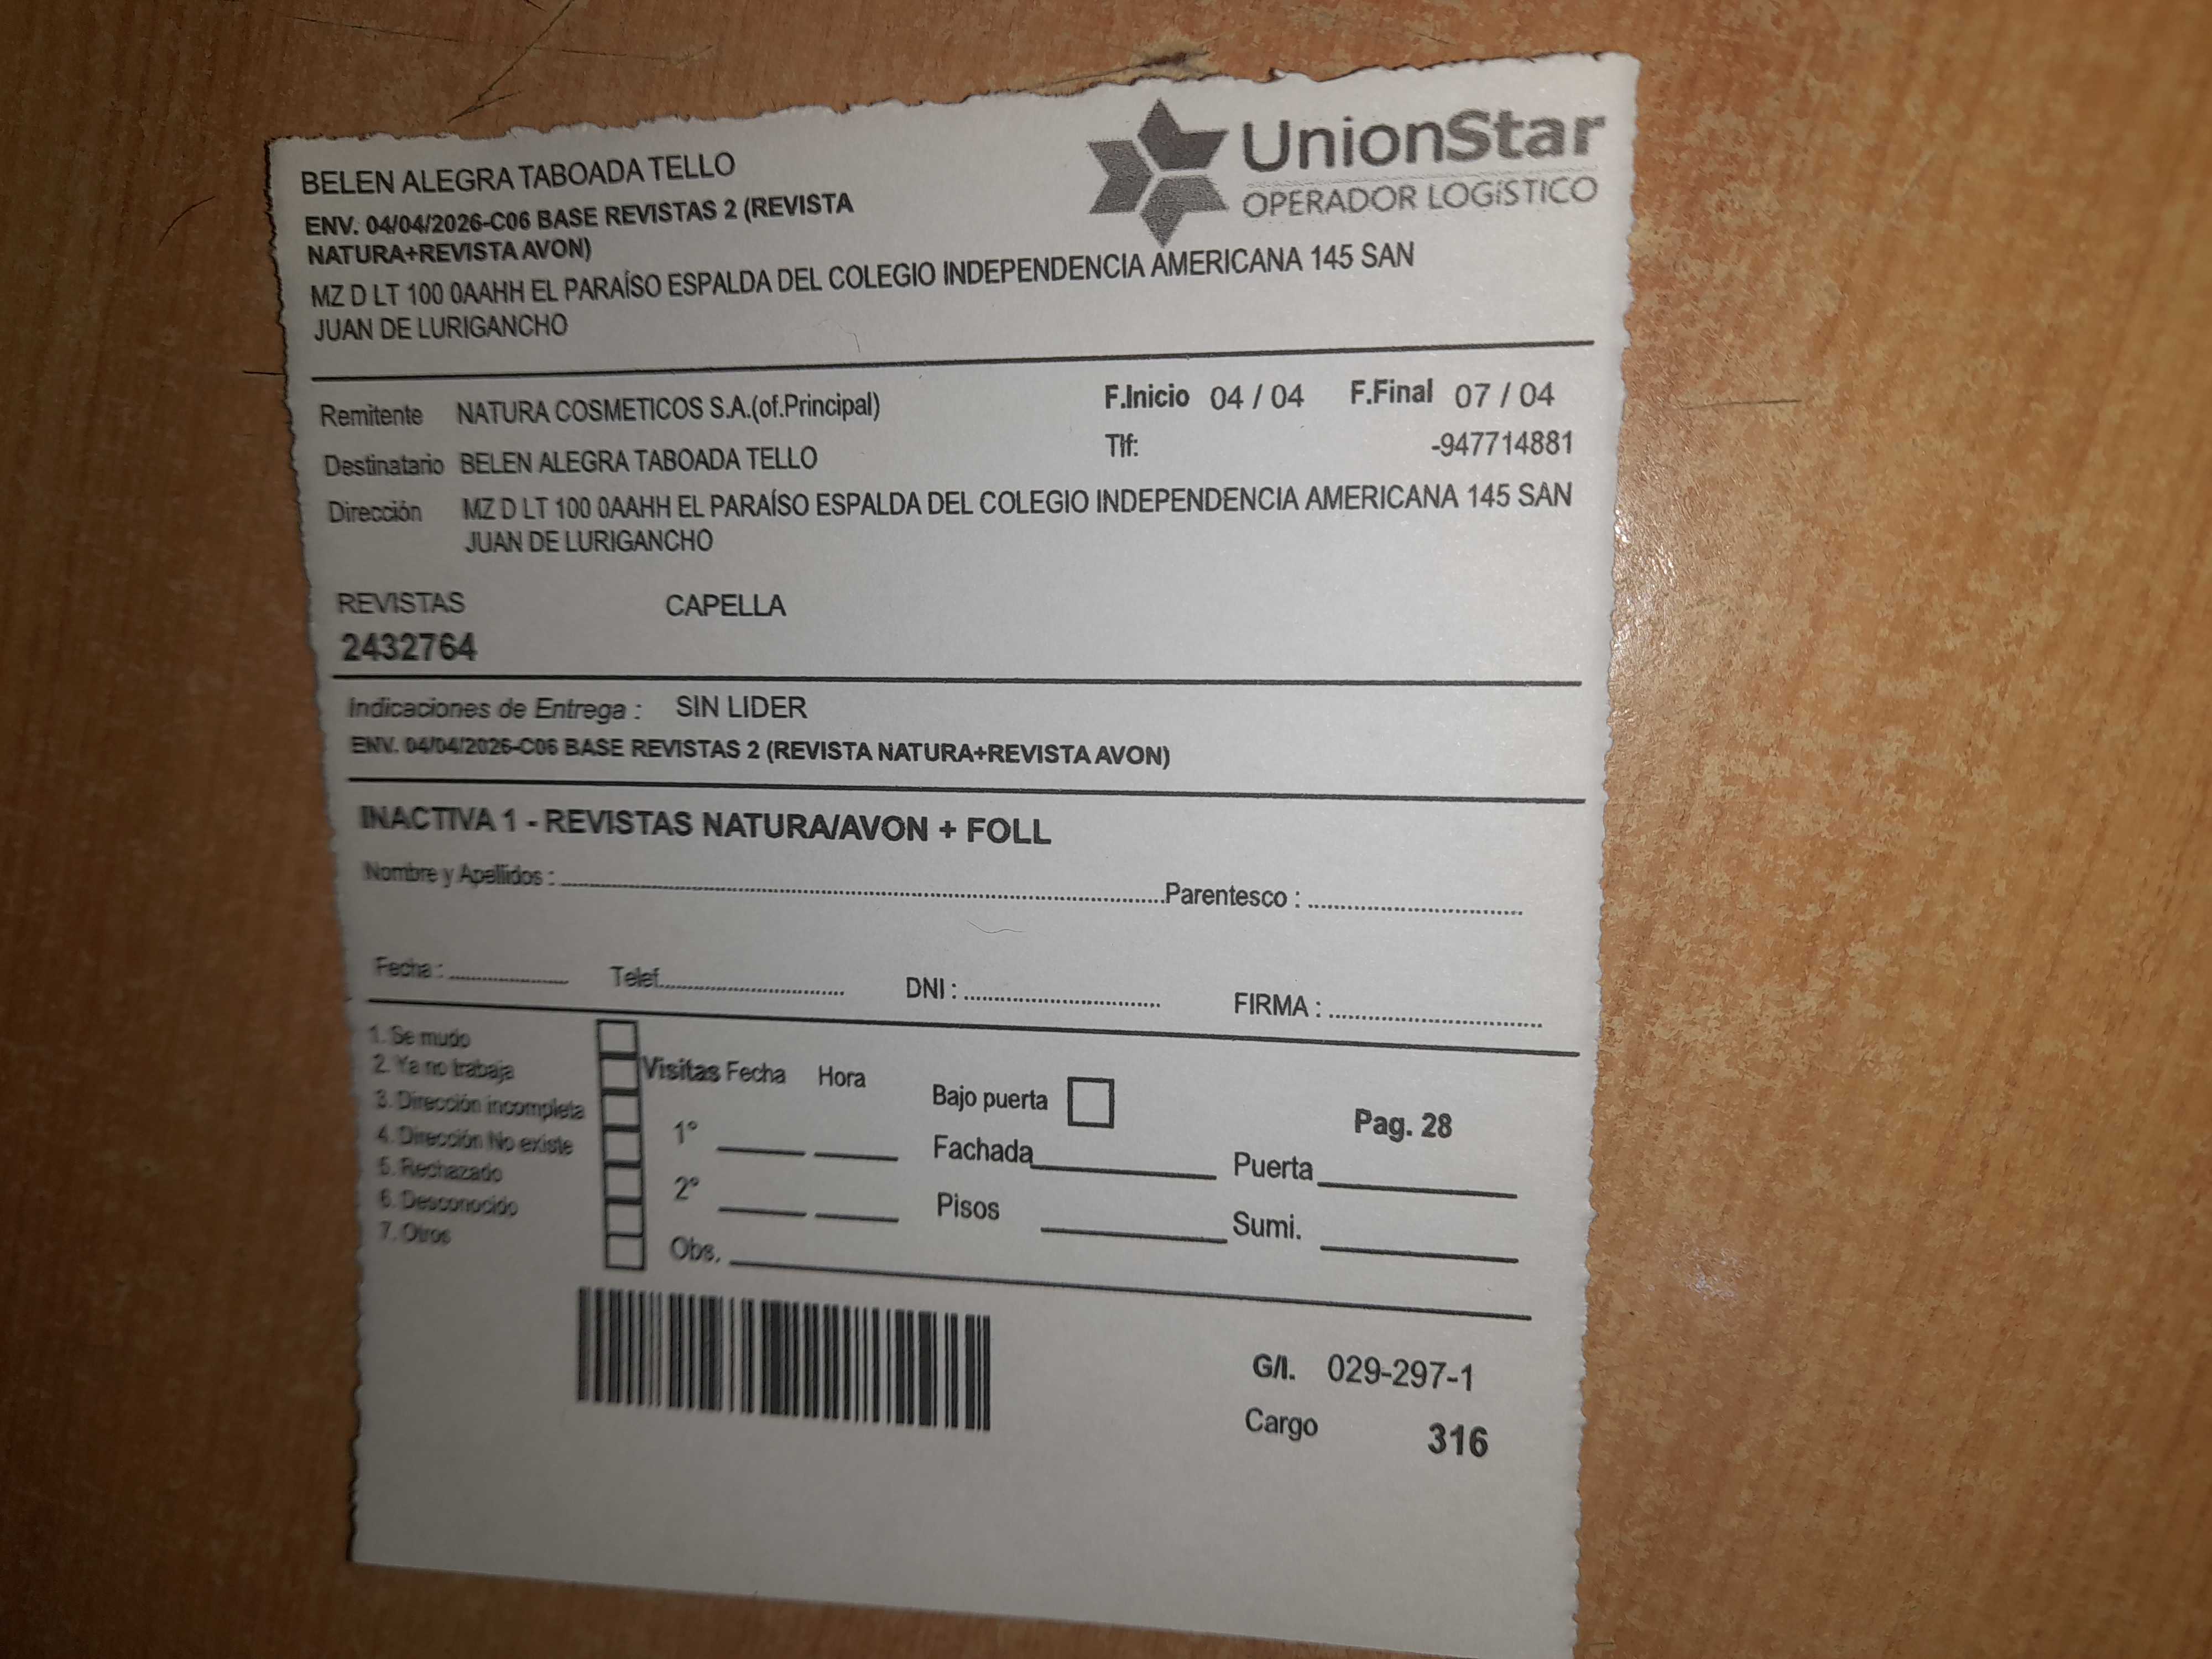 BELEN ALEGRA TABOADA TELLO
UnionStar
OPERADOR LOGÍSTICO
ENV. 04/04/2026-C06 BASE REVISTAS 2 (REVISTA
NATURA+REVISTA AVON)
MZ D LT 100 0AAHH EL PARAÍSO ESPALDA DEL COLEGIO INDEPENDENCIA AMERICANA 145 SAN
JUAN DE LURIGANCHO
Remitente NATURA COSMETICOS S.A.(of.Principal) F.Inicio 04 / 04 F.Final 07 / 04
Destinatario BELEN ALEGRA TABOADA TELLO Tlf: -947714881
Dirección MZ D LT 100 0AAHH EL PARAÍSO ESPALDA DEL COLEGIO INDEPENDENCIA AMERICANA 145 SAN
JUAN DE LURIGANCHO
REVISTAS CAPELLA
2432764
Indicaciones de Entrega : SIN LIDER
ENV. 04/04/2026-C06 BASE REVISTAS 2 (REVISTA NATURA+REVISTA AVON)
INACTIVA 1 - REVISTAS NATURA/AVON + FOLL
Nombre y Apellidos : Parentesco :
Fecha : Telef. DNI : FIRMA :
1. Se mudo
2. Ya no trabaja
3. Dirección incompleta
4. Dirección No existe
5. Rechazado
6. Desconocido
7. Otros
Visitas Fecha Hora
1°
2°
Obs.
Bajo puerta Pag. 28
Fachada Puerta
Pisos Sumi.
G/I. 029-297-1
Cargo 316